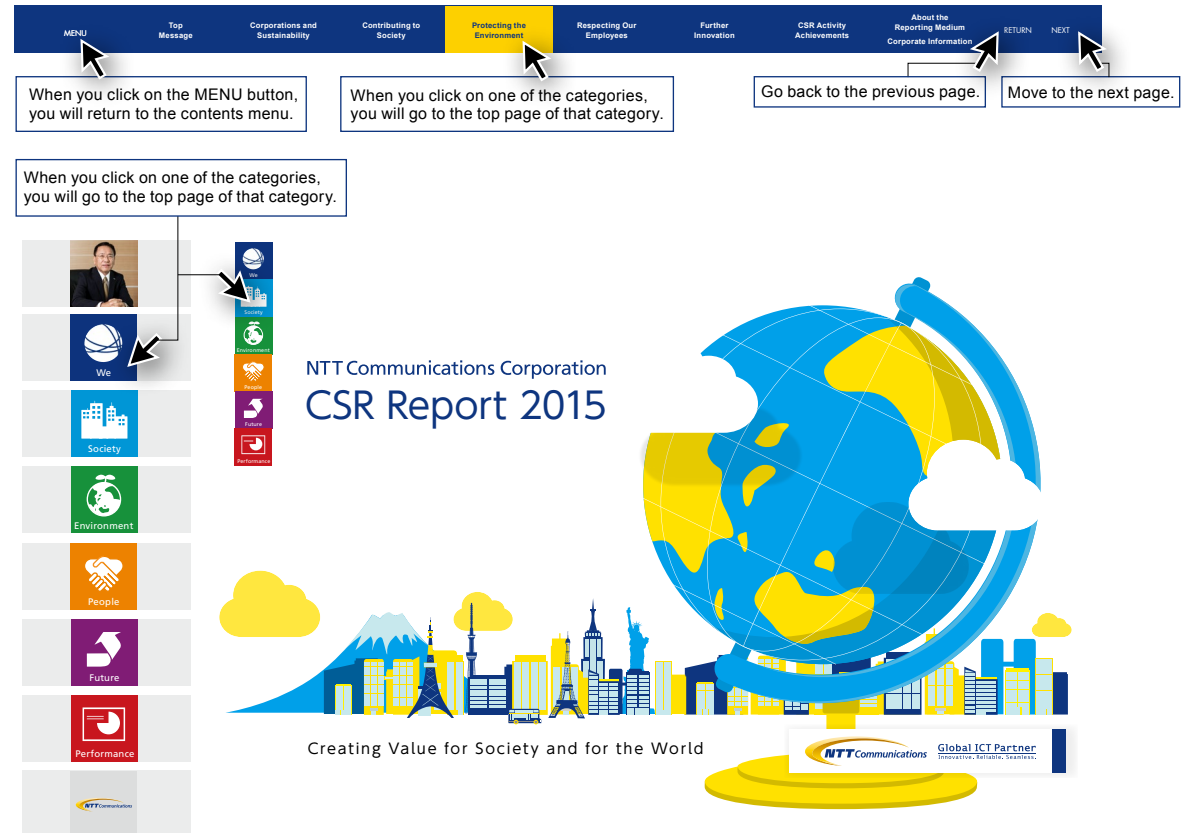 MENU
Top
Message
Corporations and
Sustainability
Contributing to
Society
Protecting the
Environment
Respecting Our
Employees
Further
Innovation
CSR Activity
Achievements
About the
Reporting Medium
Corporate Information
RETURN
NEXT
When you click on the MENU button,
you will return to the contents menu.
When you click on one of the categories,
you will go to the top page of that category.
Go back to the previous page.
Move to the next page.
When you click on one of the categories,
you will go to the top page of that category.
We
Society
Environment
People
Future
Performance
NTT Communications
We
Society
Environment
People
Future
Performance
NTT Communications Corporation
CSR Report 2015
Creating Value for Society and for the World
NTT Communications
Global ICT Partner
Innovative. Reliable. Seamless.